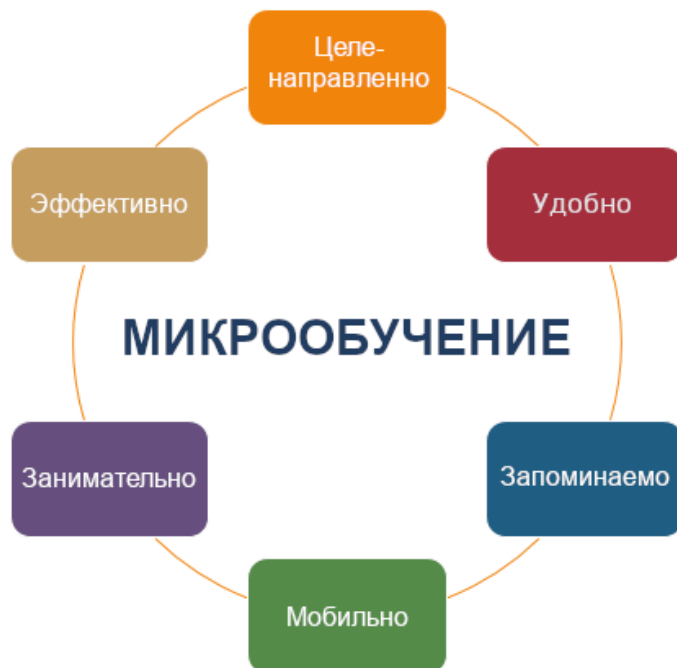 Целе-
направленно
Эффективно
Удобно
МИКРООБУЧЕНИЕ
Занимательно
Запоминаемо
Мобильно